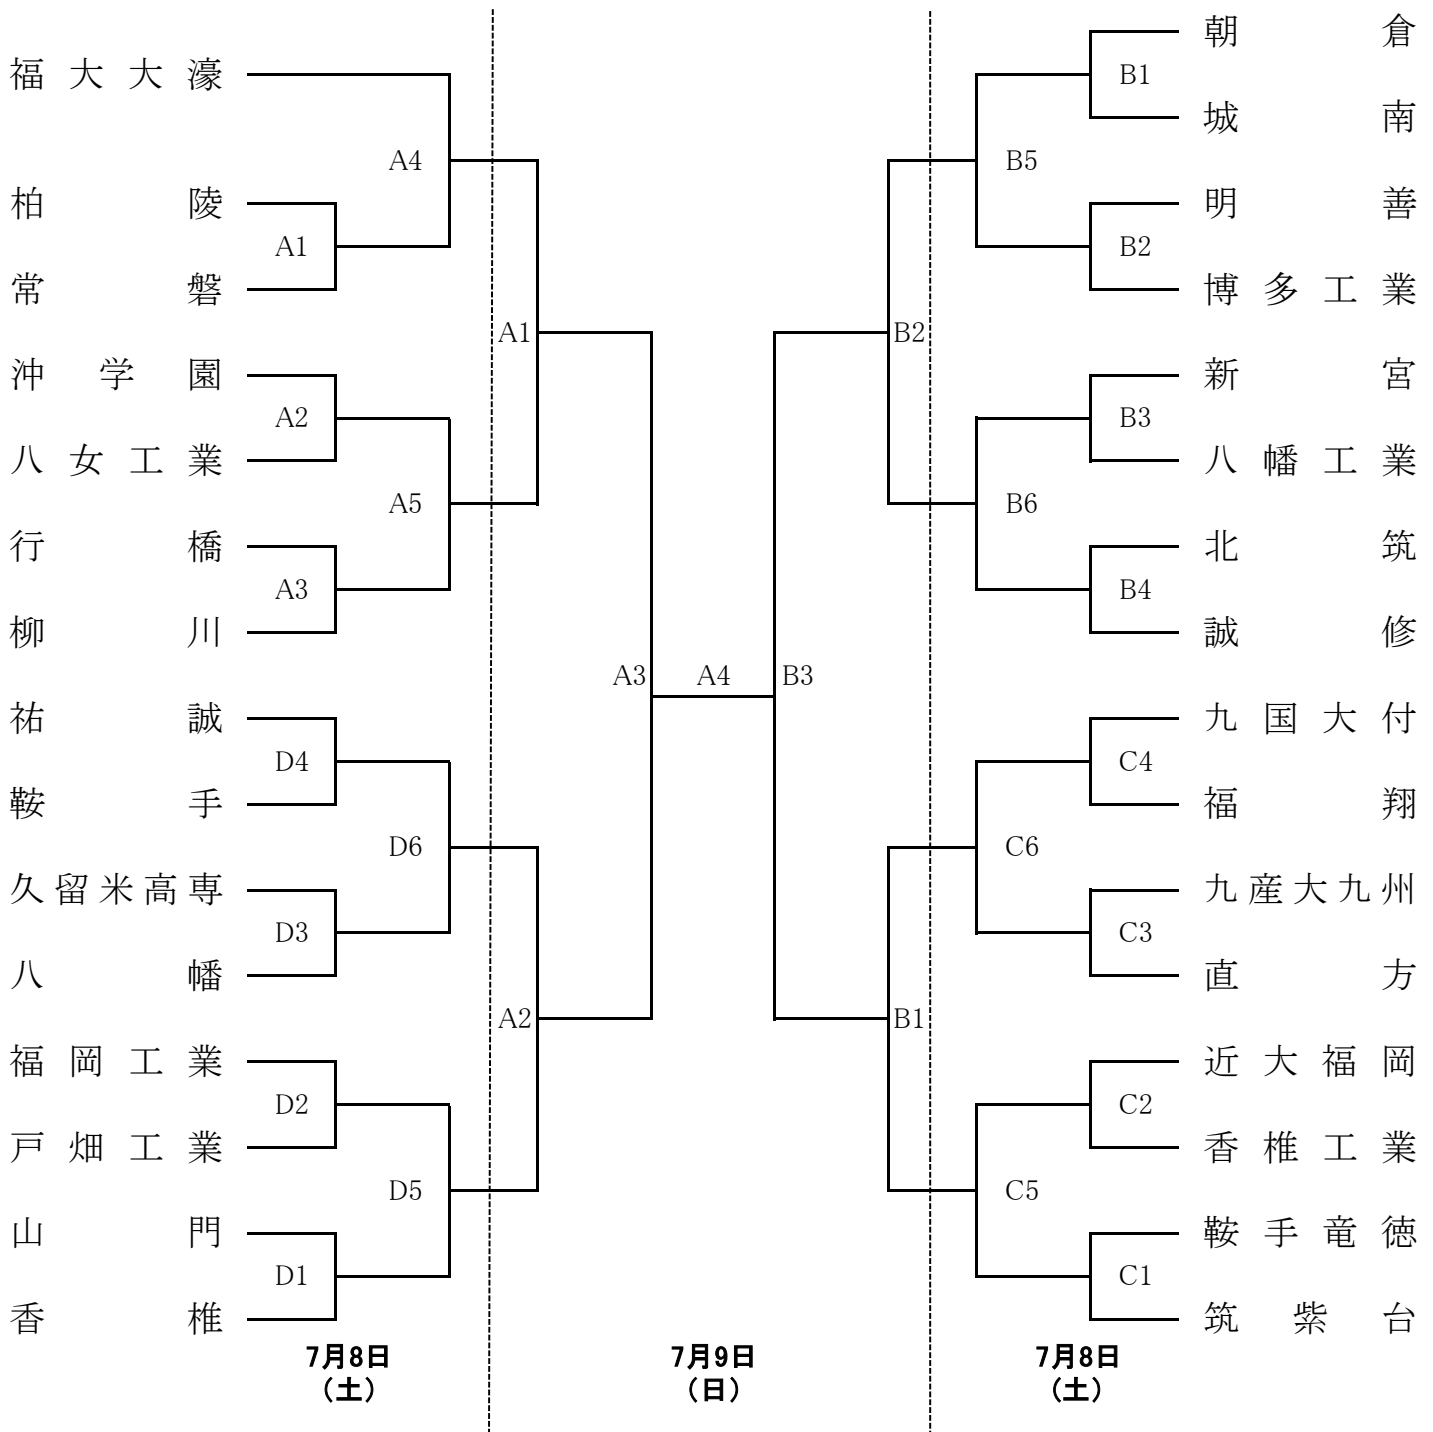 福大大濠
A4
柏陵
A1
常磐
A1
沖学園
A2
八女工業
A5
行橋
A3
柳川
祐誠
D4
鞍手
D6
久留米高専
D3
八幡
A2
福岡工業
D2
戸畑工業
D5
山門
D1
香椎
A3 A4 B3
朝倉
B1
城南
B5
明善
B2
博多工業
B2
新宮
B3
八幡工業
B6
北筑
B4
誠修
九国大付
C4
福翔
C6
九産大九州
C3
直方
B1
近大福岡
C2
香椎工業
C5
鞍手竜徳
C1
筑紫台
7月8日
（土）
7月9日
（日）
7月8日
（土）